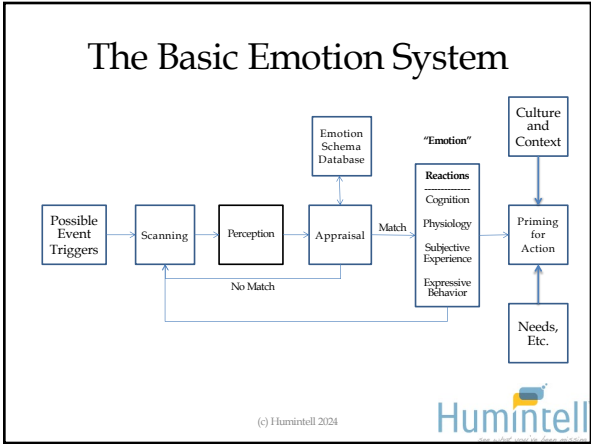 The Basic Emotion System
Culture
and
Context
Emotion
Schema
Database
“Emotion”
Reactions
--------------
Cognition
Physiology
Subjective
Experience
Expressive
Behavior
Possible
Event
Triggers
Scanning
Perception
Appraisal
Match
Priming
for
Action
No Match
Needs,
Etc.
(c) Humintell 2024
Humintell